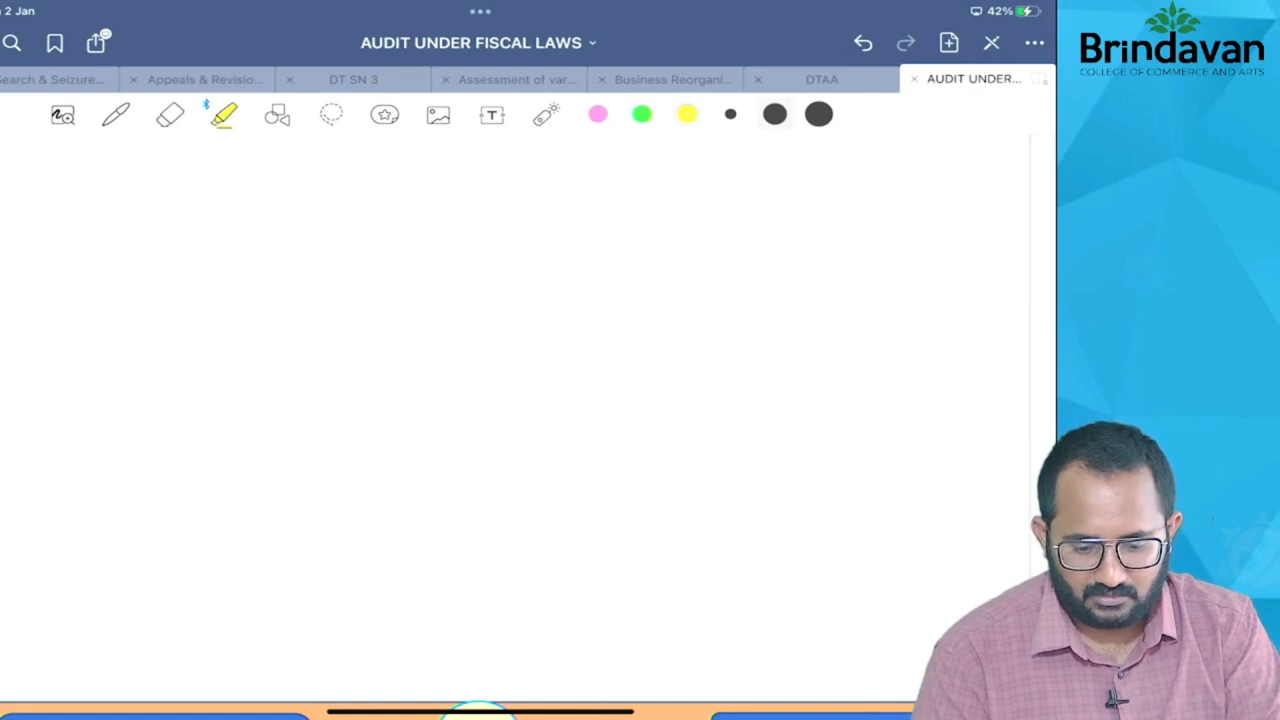 2 Jan
42%
AUDIT UNDER FISCAL LAWS
earch & Seizure...
Appeals & Revisio...
DT SN 3
Assessment of var...
Business Reorgani...
DTAA
AUDIT UNDER...
T
Brindavan
COLLEGE OF COMMERCE AND ARTS